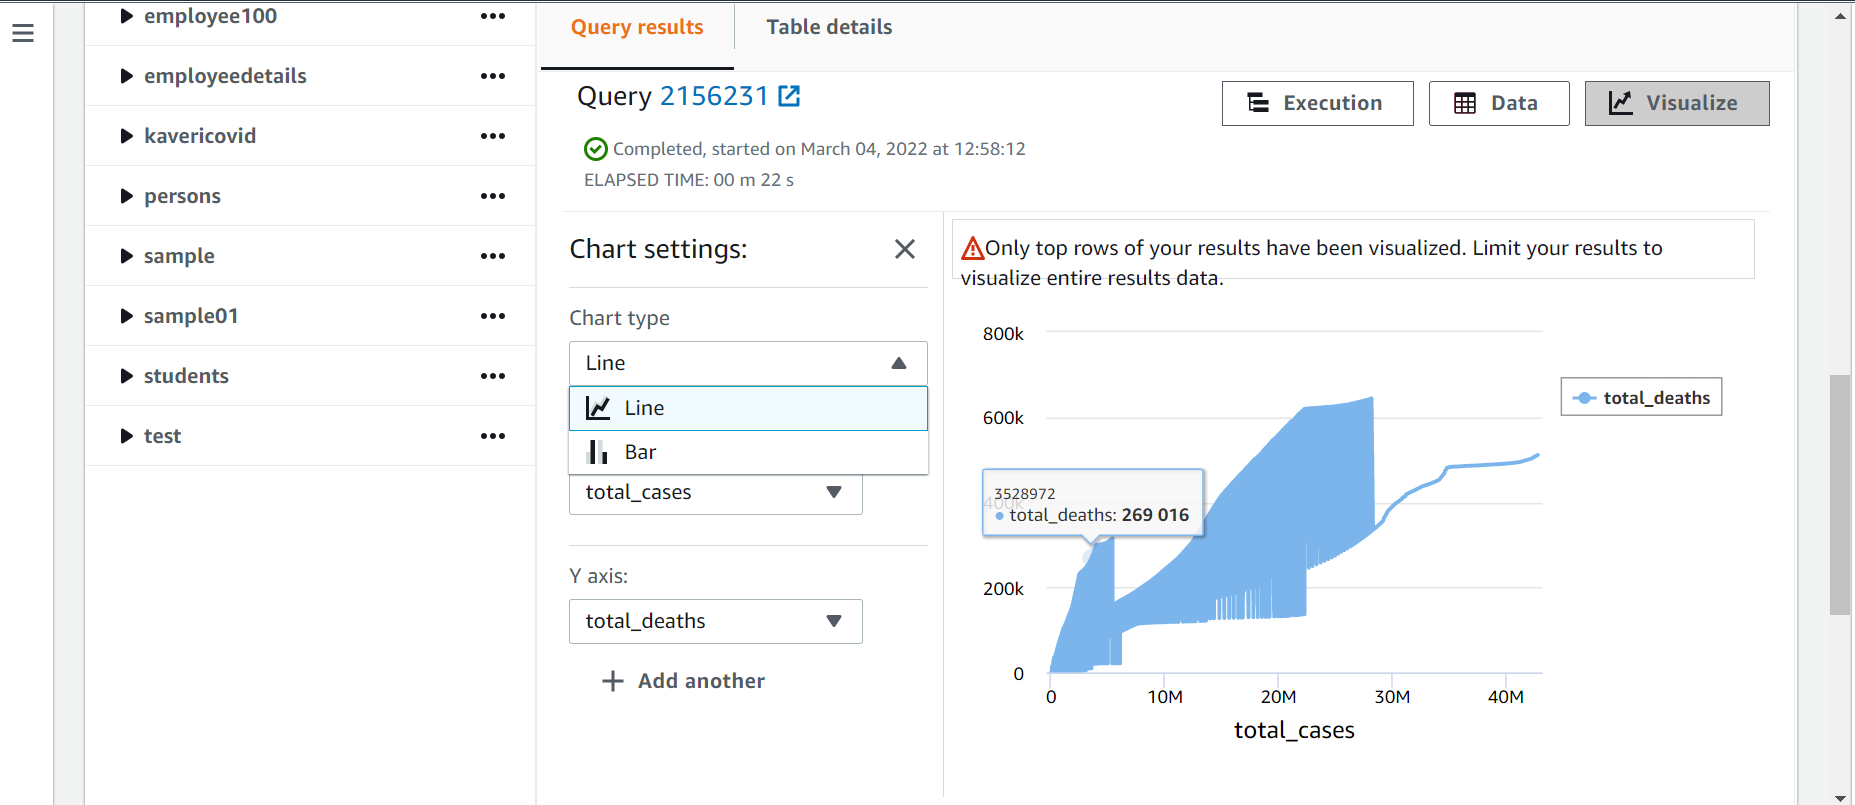 employee100
employeedetails
kavericovid
persons
sample
sample01
students
test
Query results
Table details
Query 2156231
Execution
Data
Visualize
Completed, started on March 04, 2022 at 12:58:12
ELAPSED TIME: 00 m 22 s
Chart settings:
Chart type
Line
Line
Bar
total_cases
Y axis:
total_deaths
Add another
Only top rows of your results have been visualized. Limit your results to
visualize entire results data.
800k
600k
400k
200k
0
3528972
total_deaths: 269 016
total_deaths
0
10M
20M
30M
40M
total_cases